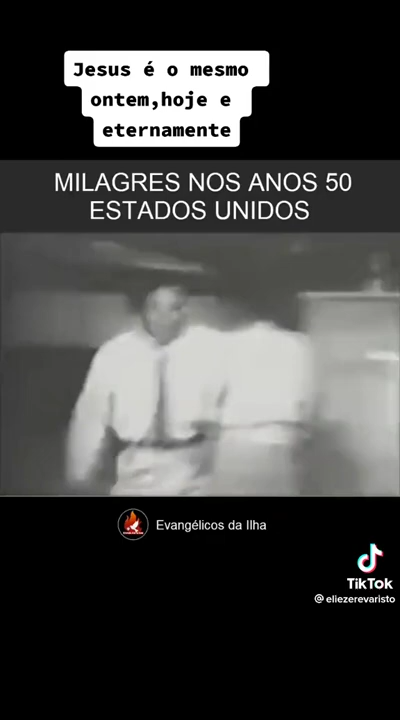 Jesus é o mesmo
ontem,hoje e
eternamente
MILAGRES NOS ANOS 50
ESTADOS UNIDOS
Evangélicos da Ilha
TikTok
@eliezerevaristo